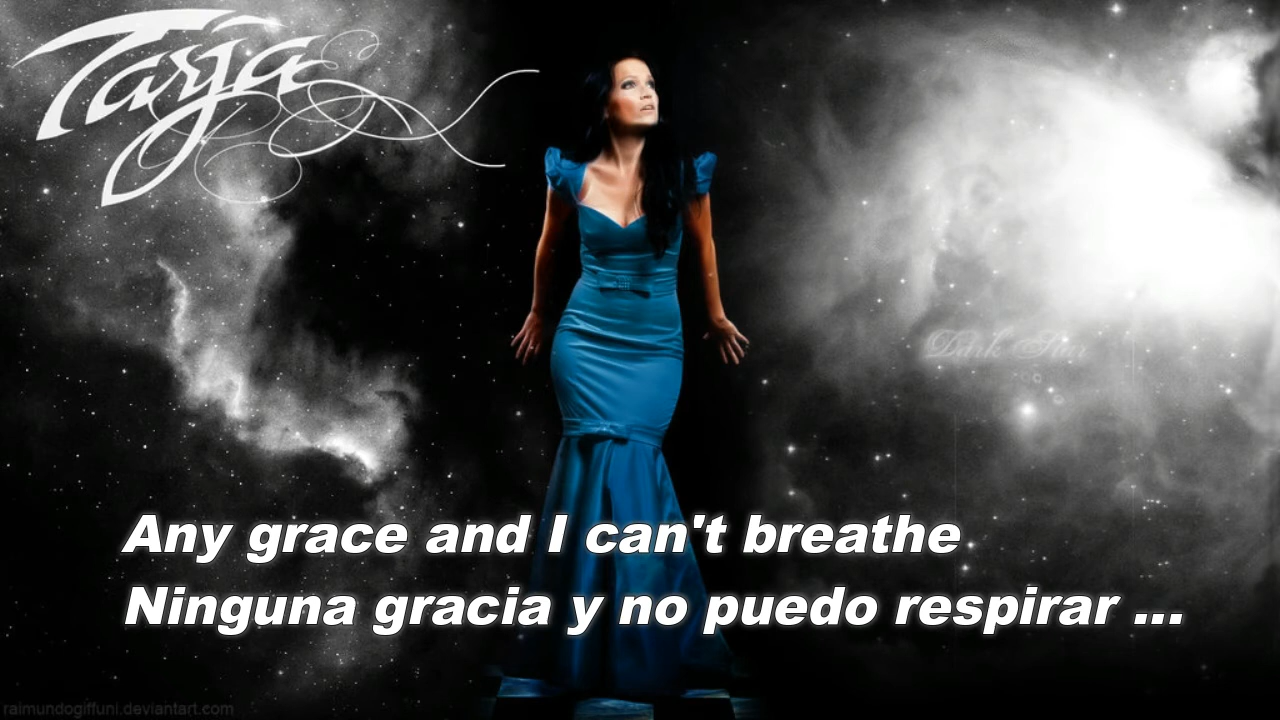 Tarja
Dark Star
Any grace and I can't breathe
Ninguna gracia y no puedo respirar ...
raimundogiffuni.deviantart.com